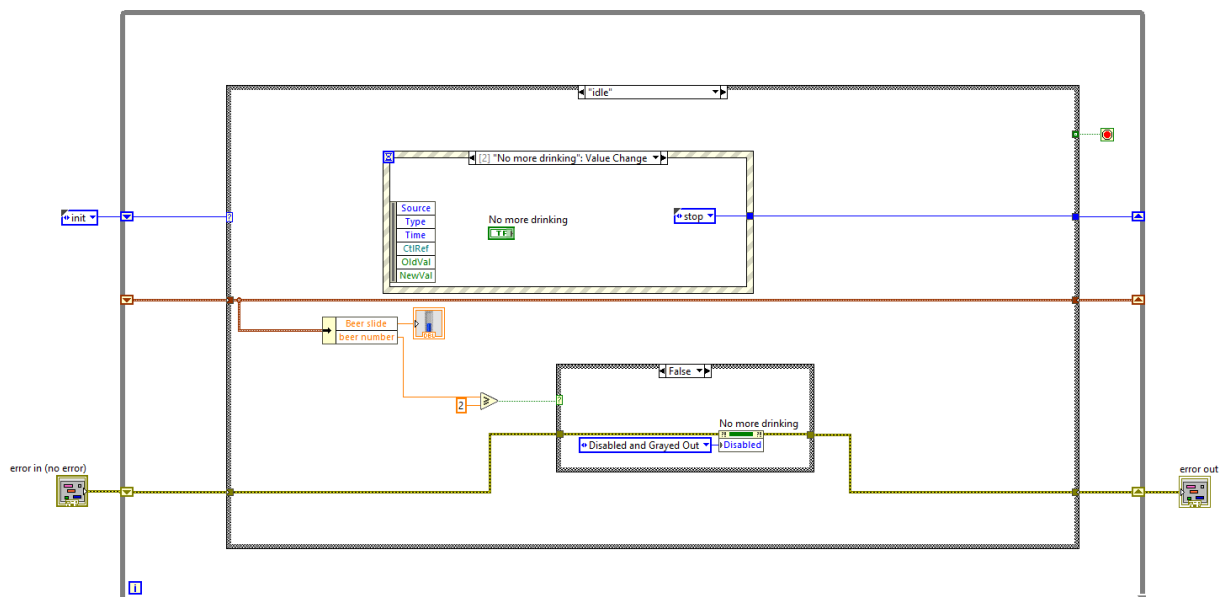 "idle"
[2] "No more drinking": Value Change
init
Source
Type
Time
CtlRef
OldVal
NewVal
No more drinking
TF
stop
Beer slide
beer number
DBL
2
False
No more drinking
Disabled and Grayed Out
Disabled
error in (no error)
error out
i